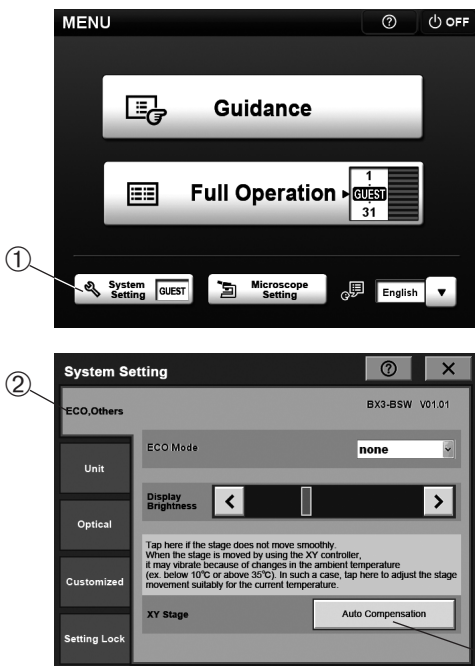 MENU ? OFF
Guidance
Full Operation 1
GUEST
31
①
System
Setting GUEST
Microscope
Setting
English
②
System Setting ? X
ECO,Others
BX3-BSW V01.01
ECO Mode none
Unit
Display
Brightness
Optical
Tap here if the stage does not move smoothly.
When the stage is moved by using the XY controller,
it may vibrate because of changes in the ambient temperature
(ex. below 10°C or above 35°C). In such a case, tap here to adjust the stage
movement suitably for the current temperature.
Customized
XY Stage Auto Compensation
Setting Lock